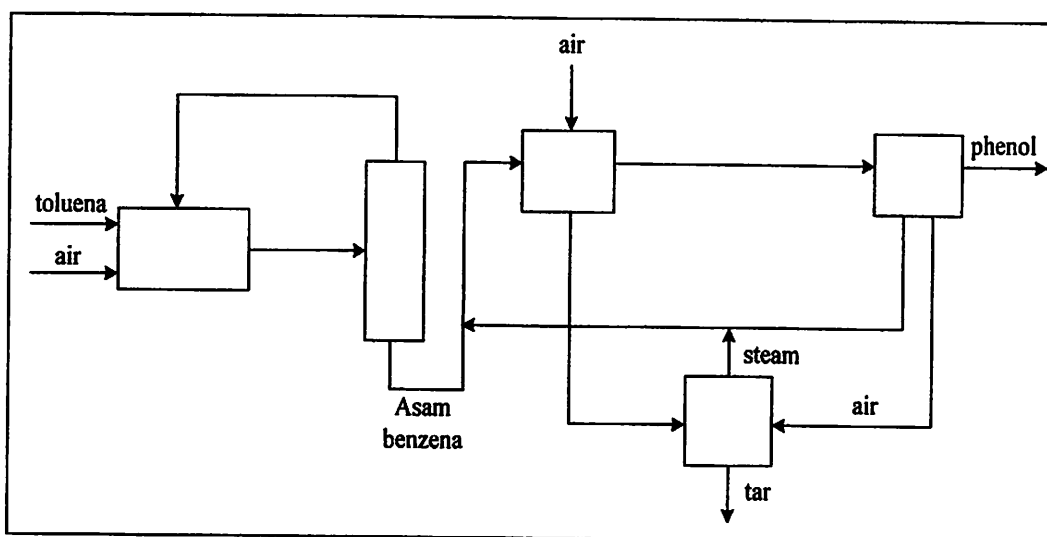 air
phenol
toluena
air
steam
Asam
benzena
air
tar